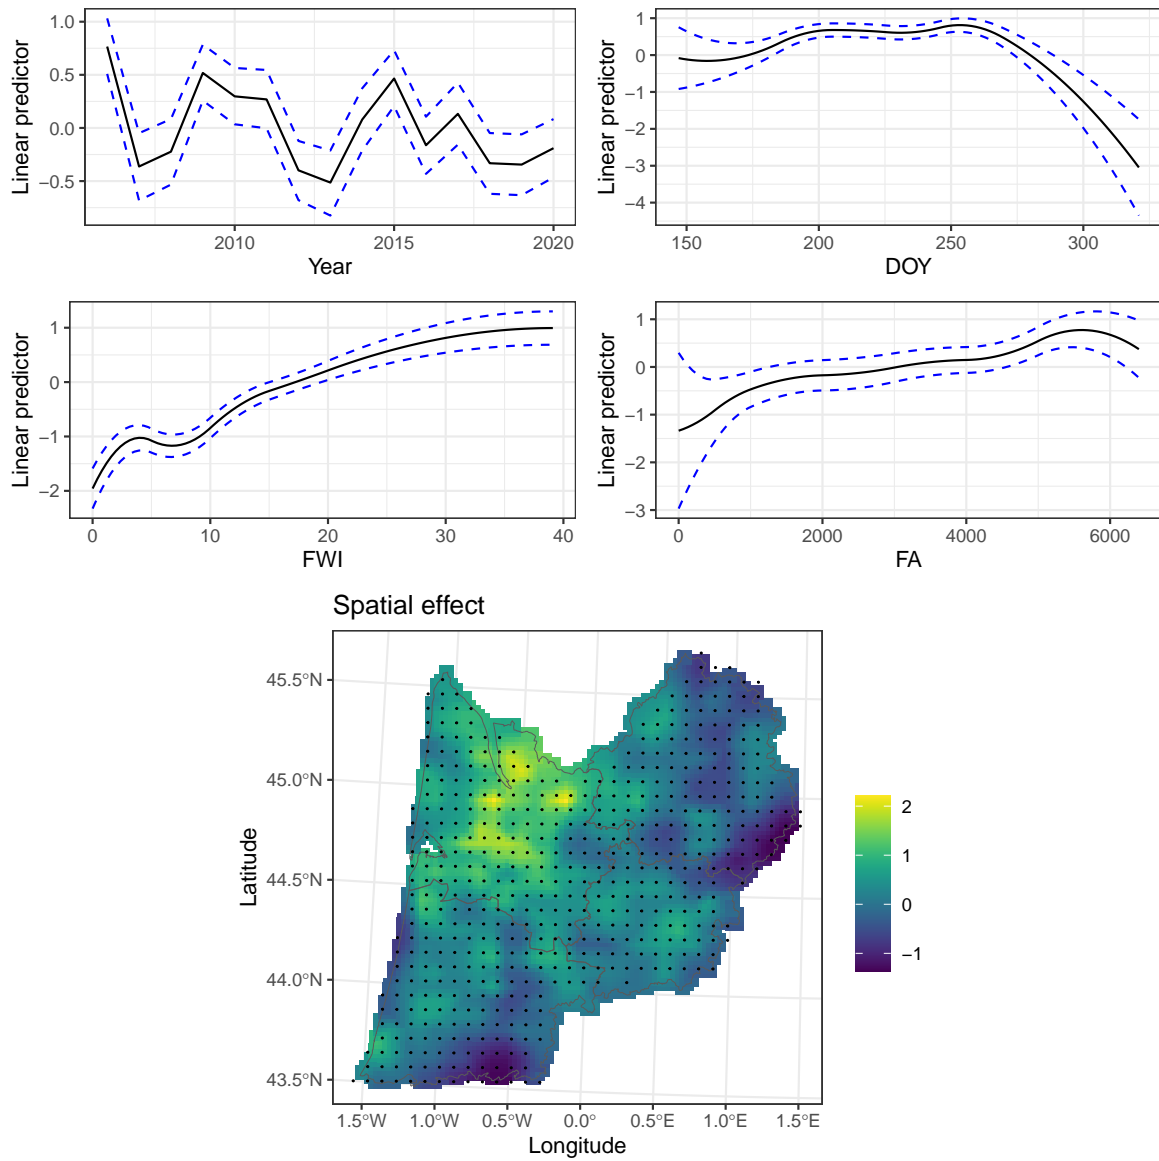 Linear predictor
1.0
0.5
0.0
−0.5
2010
2015
2020
Year
Linear predictor
1
0
−1
−2
−3
−4
150
200
250
300
DOY
Linear predictor
1
0
−1
−2
0
10
20
30
40
FWI
Linear predictor
1
0
−1
−2
−3
0
2000
4000
6000
FA
Spatial effect
Latitude
45.5°N
45.0°N
44.5°N
44.0°N
43.5°N
1.5°W
1.0°W
0.5°W
0.0°
0.5°E
1.0°E
1.5°E
Longitude
2
1
0
−1